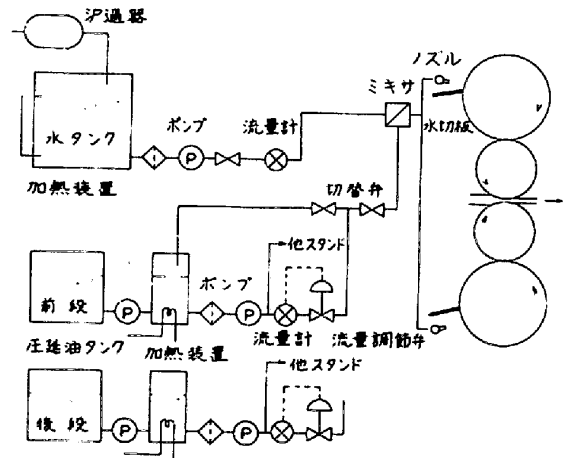 沪過器
ノズル
ミキサ
水タンク
ポンプ
流量計
水切板
P
加熱装置
切替弁
他スタンド
ポンプ
前段
P
P
圧延油タンク
加熱装置
流量計
流量調節弁
他スタンド
後段
P
P